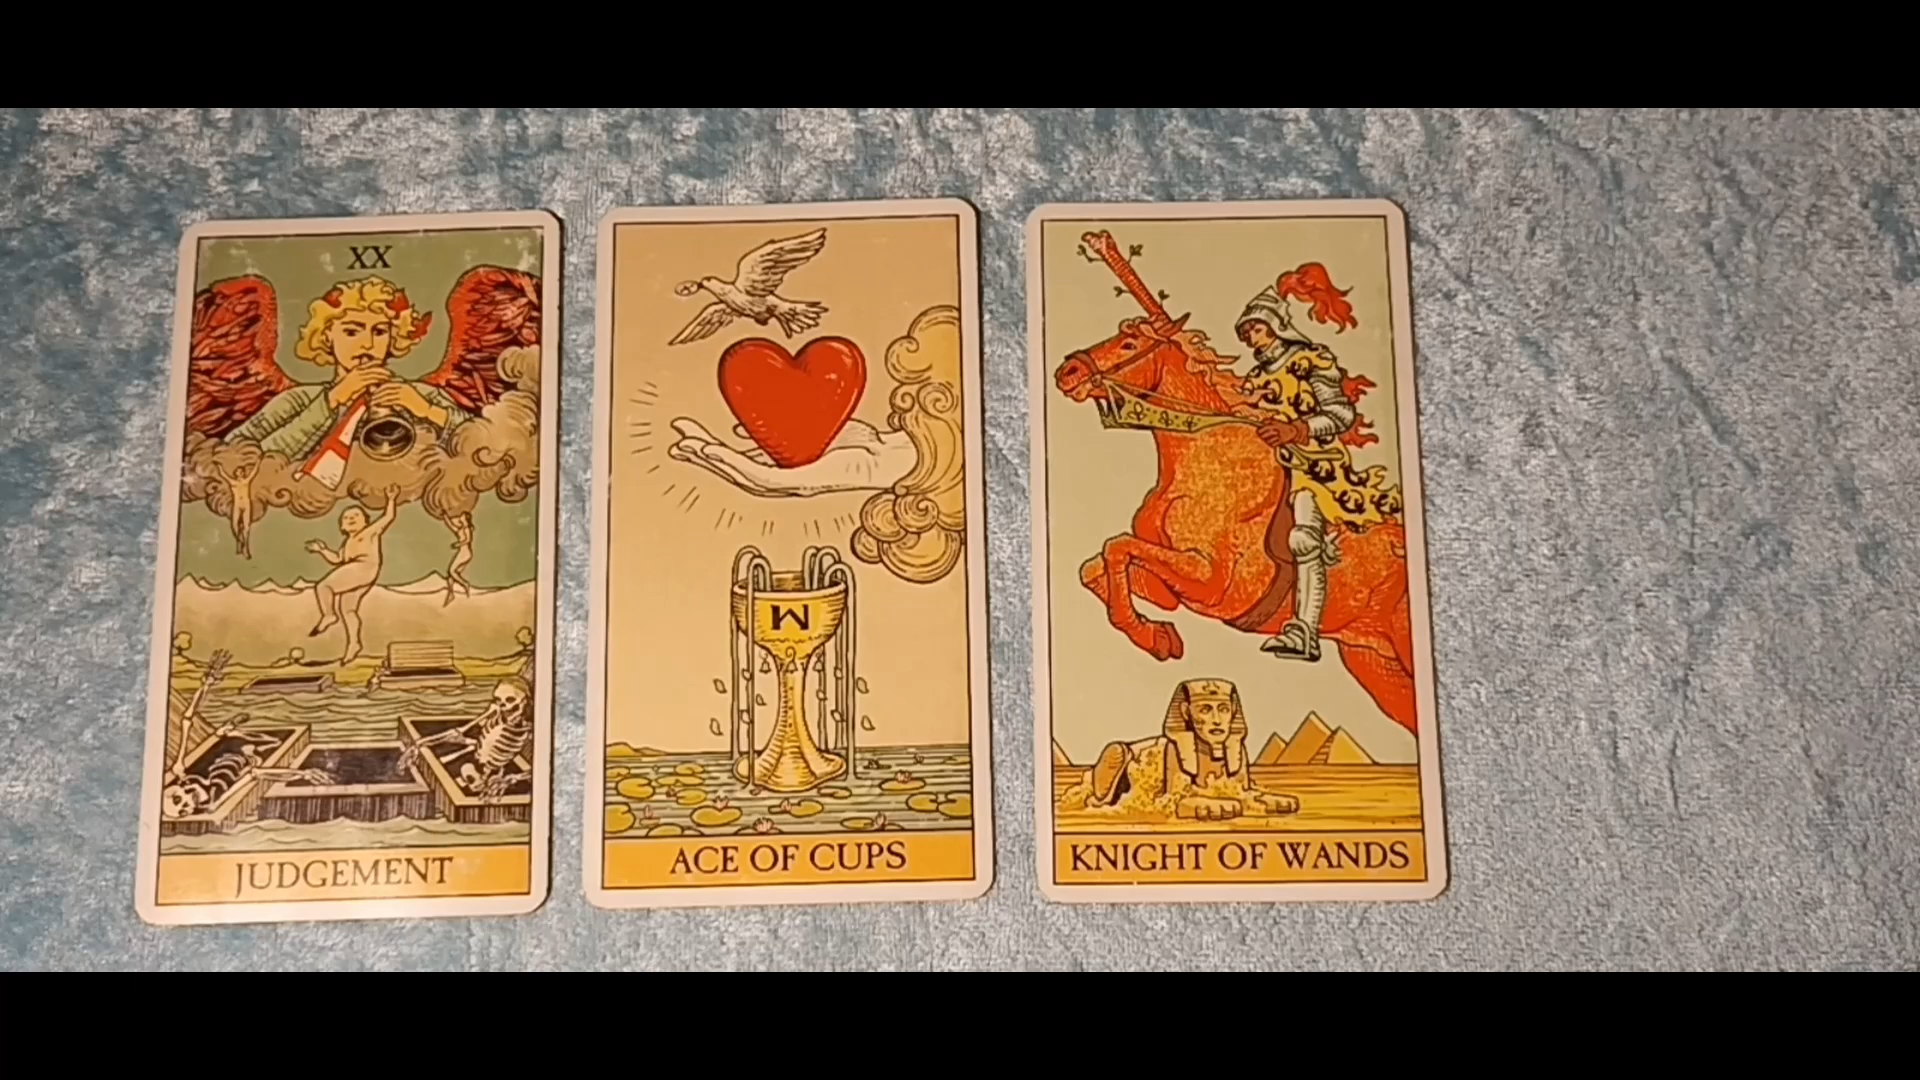 XX
JUDGEMENT
ACE OF CUPS
W
KNIGHT OF WANDS